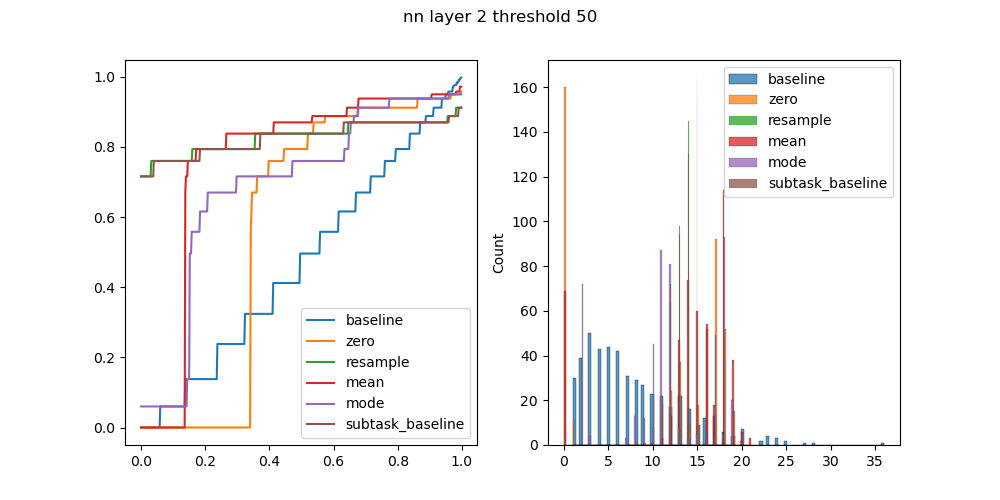 nn layer 2 threshold 50
1.0
0.8
0.6
0.4
0.2
0.0
0.0 0.2 0.4 0.6 0.8 1.0
baseline
zero
resample
mean
mode
subtask_baseline
Count
160
140
120
100
80
60
40
20
0
0 5 10 15 20 25 30 35
baseline
zero
resample
mean
mode
subtask_baseline